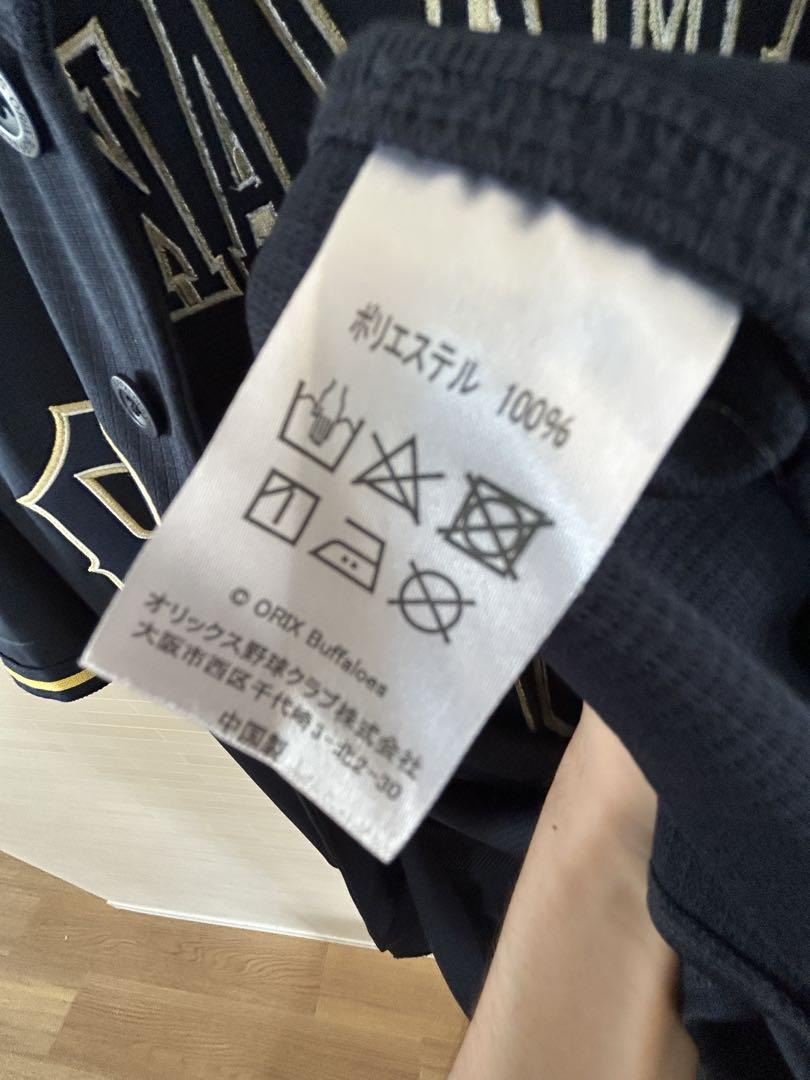 ポリエステル 100%
© ORIX Buffaloes
オリックス野球クラブ株式会社
大阪市西区千代崎3-北2-30
中国製